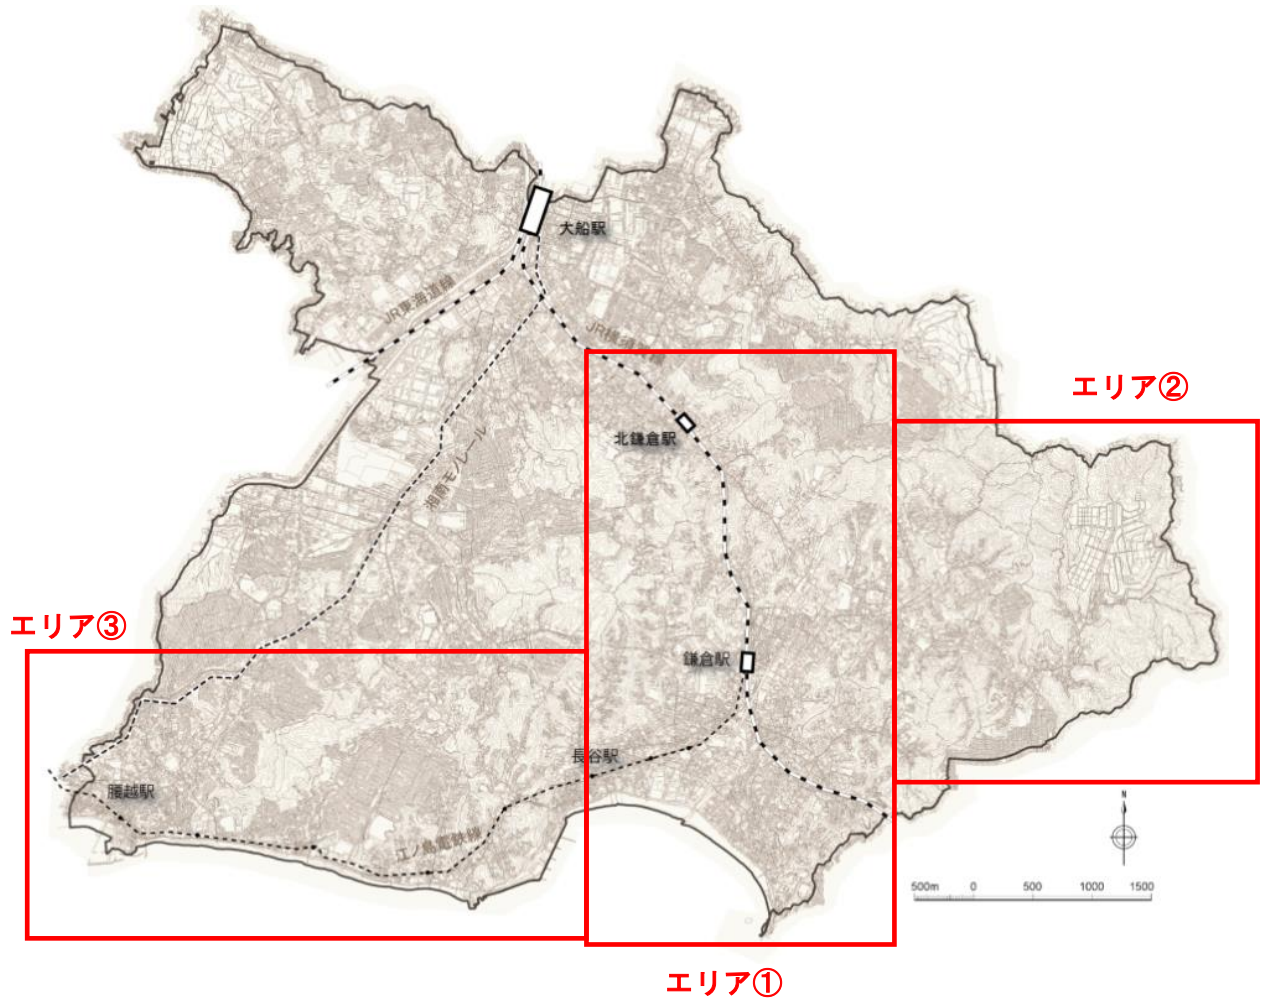 大船駅
JR東海道線
JR横須賀線
エリア②
北鎌倉駅
湘南モノレール
エリア③
鎌倉駅
長谷駅
腰越駅
江ノ島電鉄線
N
500m 0 500 1000 1500
エリア①